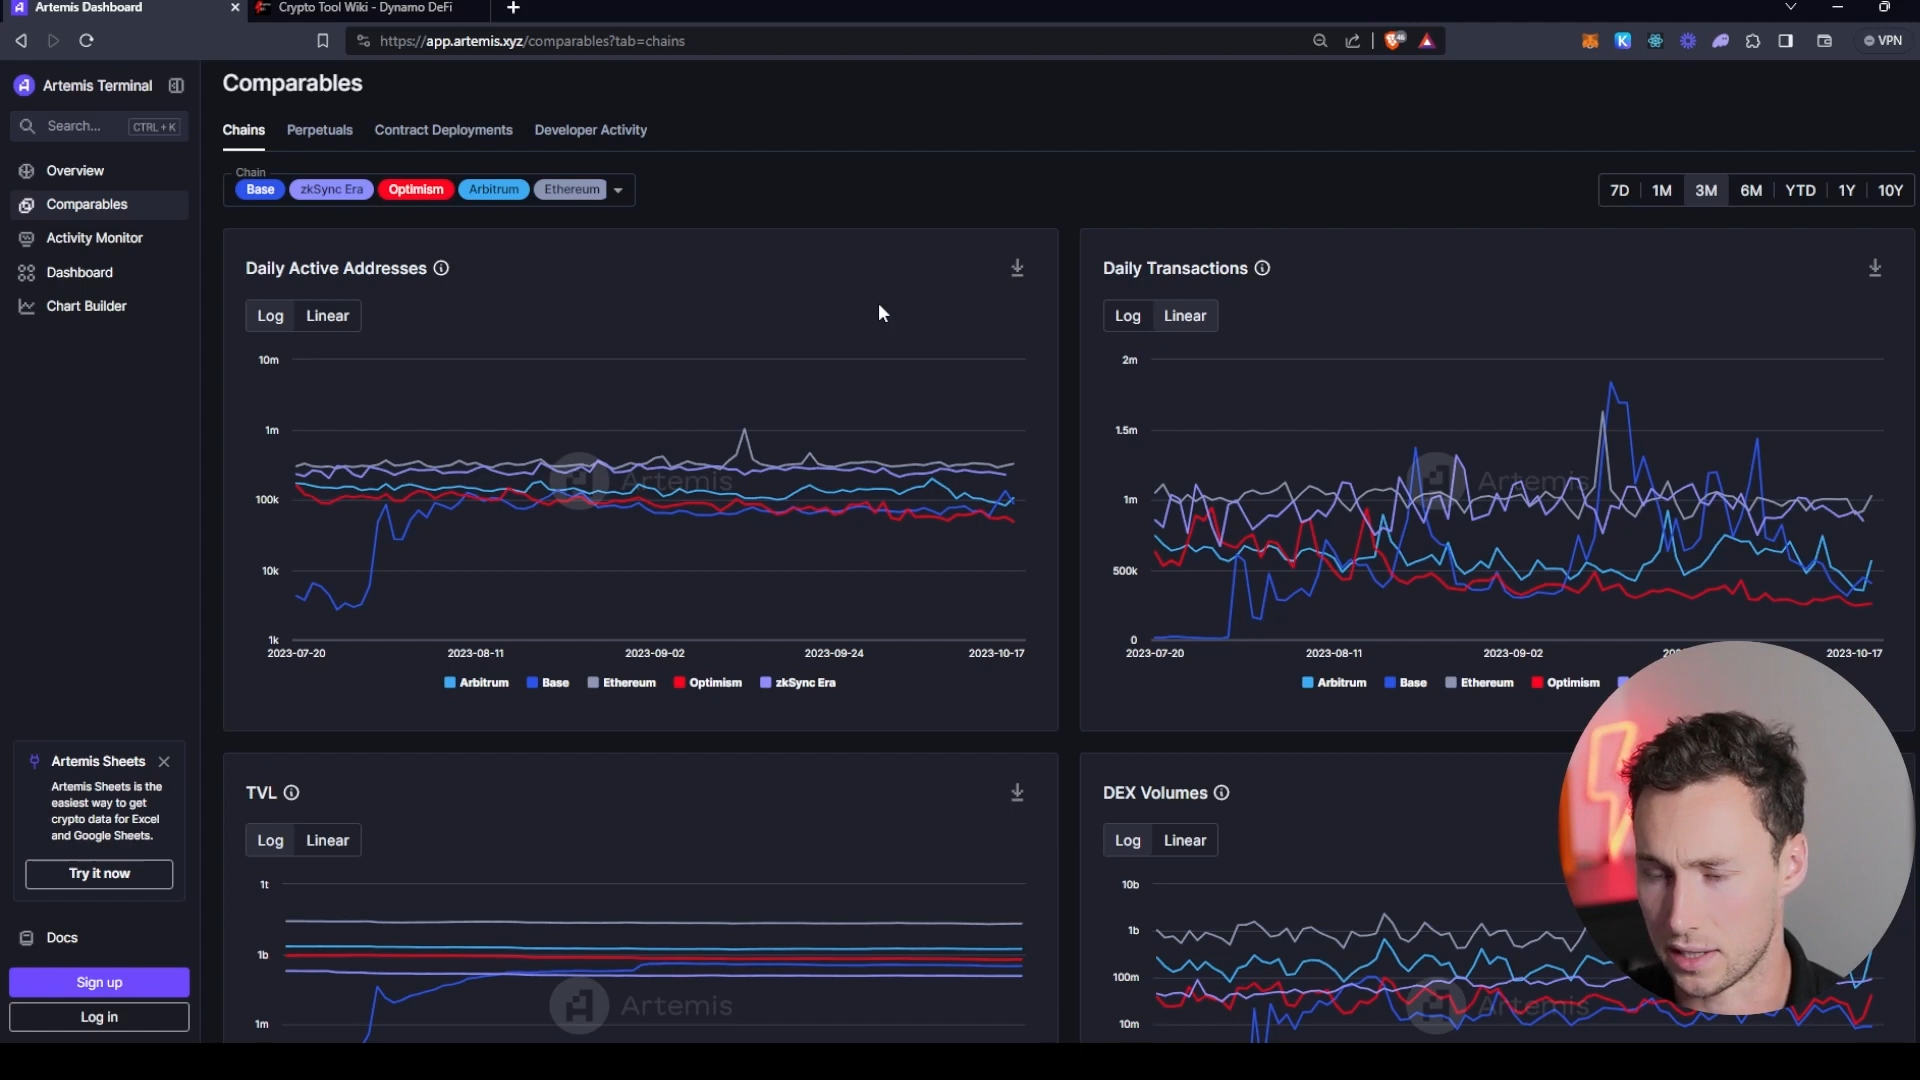 Artemis Dashboard
Crypto Tool Wiki - Dynamo DeFi
https://app.artemis.xyz/comparables?tab=chains
VPN
Artemis Terminal
Search...
CTRL+K
Overview
Comparables
Activity Monitor
Dashboard
Chart Builder
Artemis Sheets
Artemis Sheets is the
easiest way to get
crypto data for Excel
and Google Sheets.
Try it now
Docs
Sign up
Log in
Comparables
Chains Perpetuals Contract Deployments Developer Activity
Chain
Base zkSync Era Optimism Arbitrum Ethereum
7D 1M 3M 6M YTD 1Y 10Y
Daily Active Addresses
Log Linear
10m
1m
100k
10k
1k
Artemis
2023-07-20 2023-08-11 2023-09-02 2023-09-24 2023-10-17
Arbitrum Base Ethereum Optimism zkSync Era
Daily Transactions
Log Linear
2m
1.5m
1m
500k
0
Artemis
2023-07-20 2023-08-11 2023-09-02 2023-10-17
Arbitrum Base Ethereum Optimism
TVL
Log Linear
1t
1b
1m
Artemis
DEX Volumes
Log Linear
10b
1b
100m
10m
Artemis